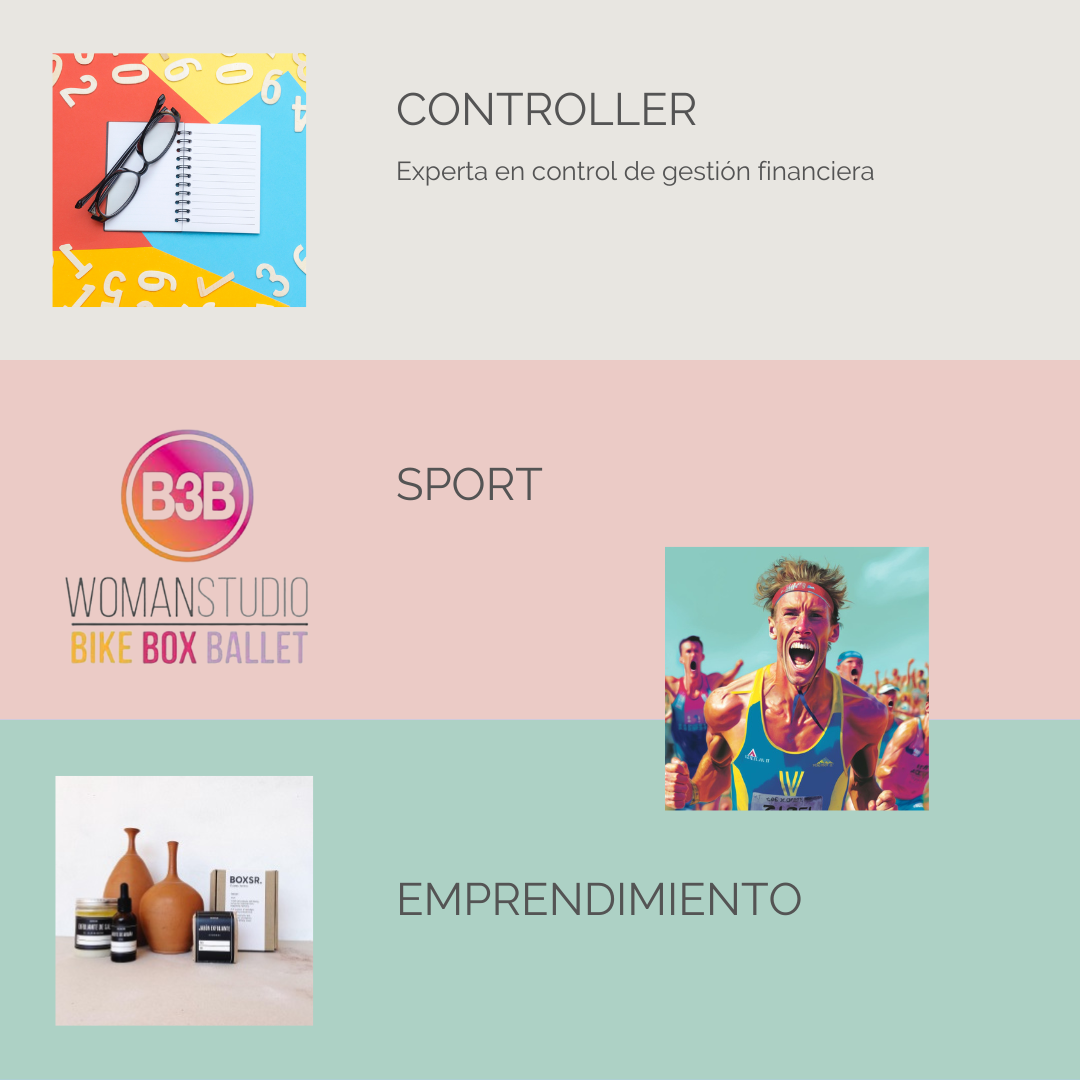 CONTROLLER
Experta en control de gestión financiera
B3B
WOMANSTUDIO
BIKE BOX BALLET
SPORT
BOXSR.
EMPRENDIMIENTO